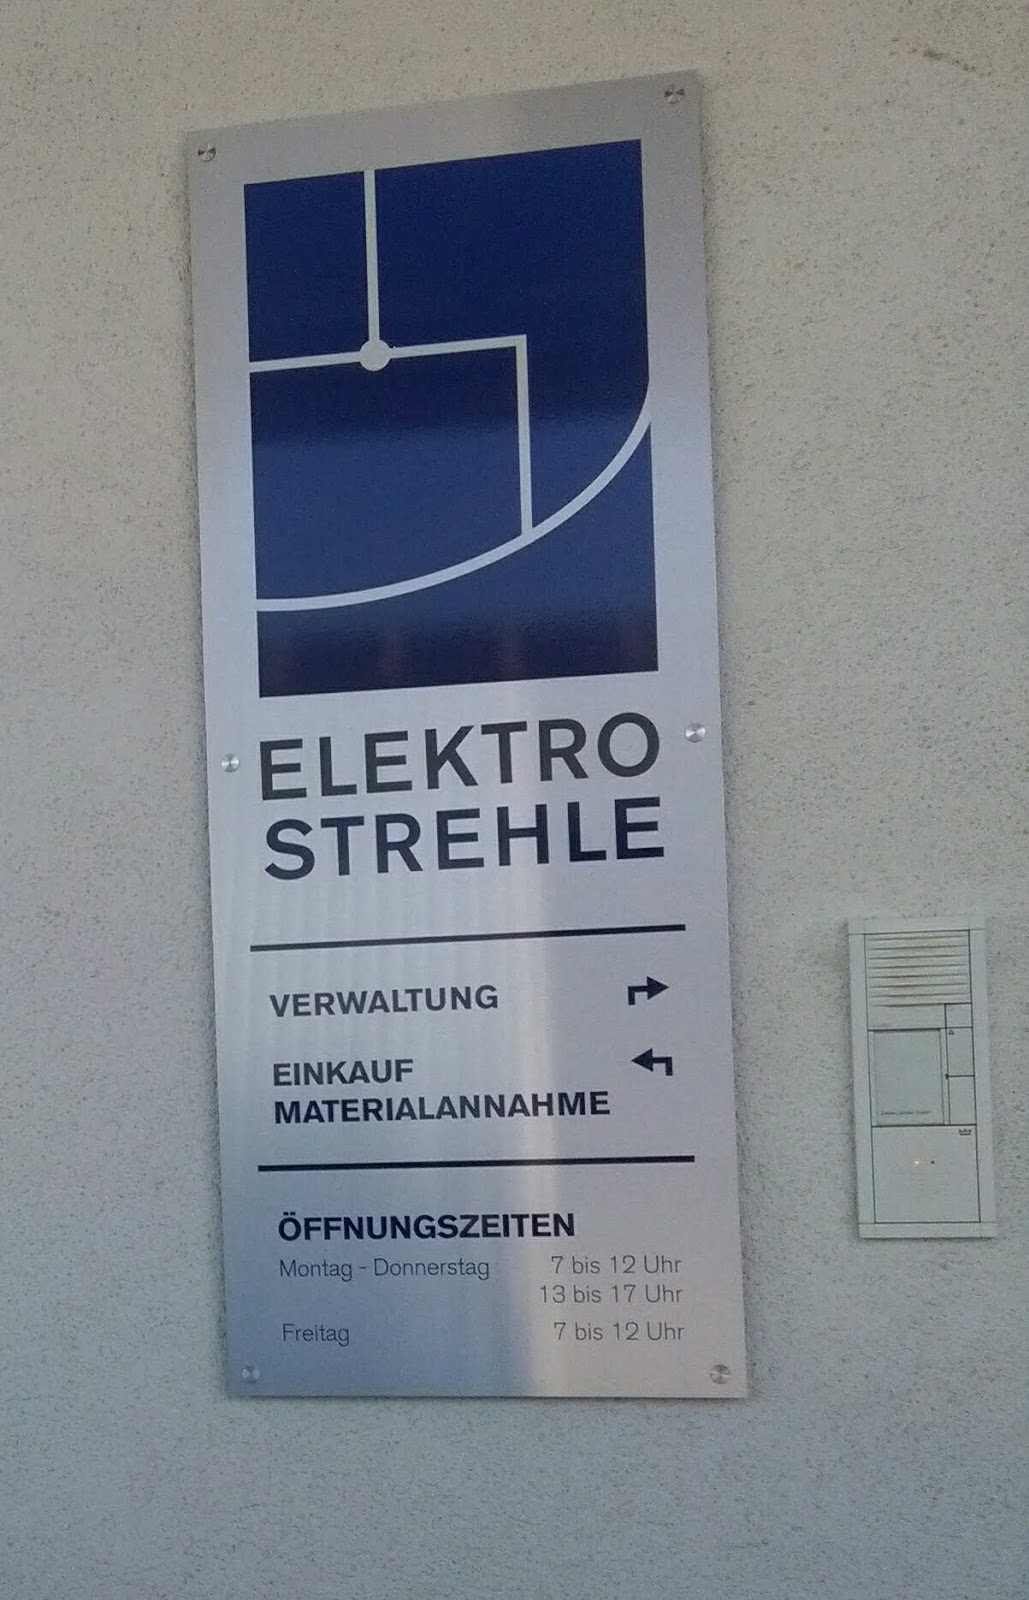 ELEKTRO
STREHLE
VERWALTUNG
EINKAUF
MATERIALANNAHME
ÖFFNUNGSZEITEN
Montag - Donnerstag 7 bis 12 Uhr
13 bis 17 Uhr
Freitag 7 bis 12 Uhr